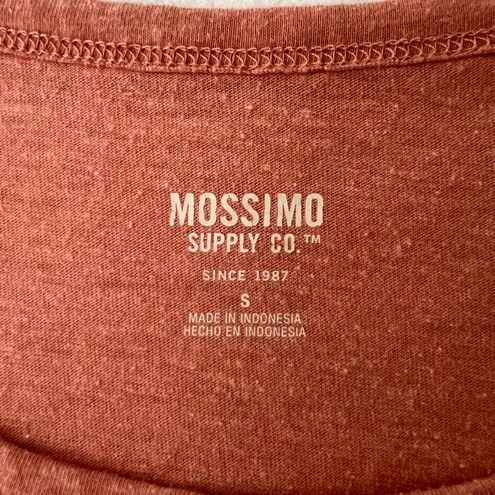 MOSSIMO
SUPPLY CO.™
SINCE 1987
S
MADE IN INDONESIA
HECHO EN INDONESIA